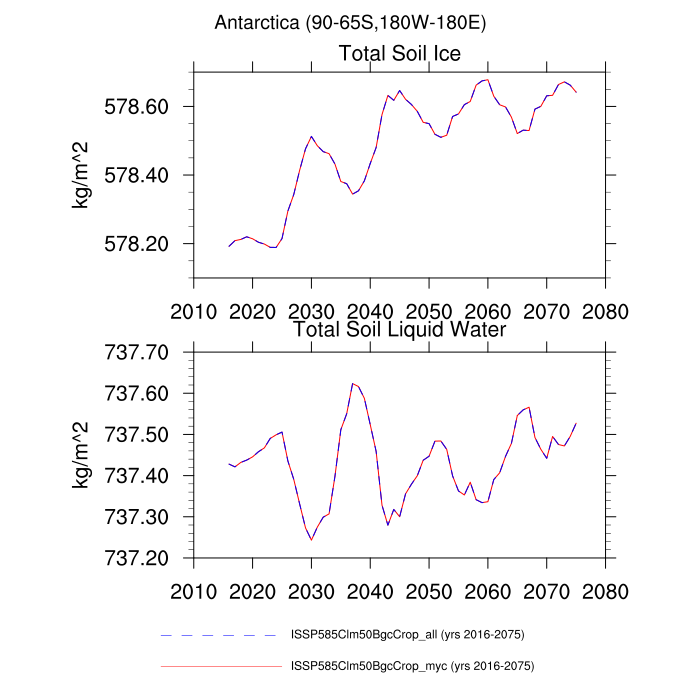 Antarctica (90-65S,180W-180E)
Total Soil Ice
578.60
578.40
578.20
kg/m^2
2010 2020 2030 2040 2050 2060 2070 2080
Total Soil Liquid Water
737.70
737.60
737.50
737.40
737.30
737.20
kg/m^2
2010 2020 2030 2040 2050 2060 2070 2080
ISSP585Clm50BgcCrop_all (yrs 2016-2075)
ISSP585Clm50BgcCrop_myc (yrs 2016-2075)